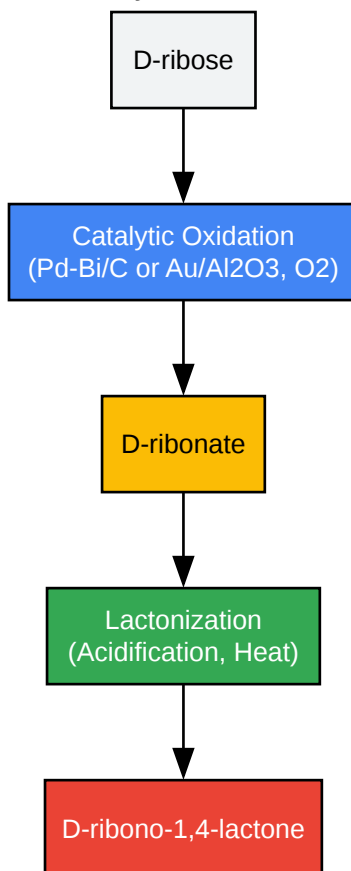 D-ribose
Catalytic Oxidation
(Pd-Bi/C or Au/Al2O3, O2)
D-ribonate
Lactonization
(Acidification, Heat)
D-ribono-1,4-lactone